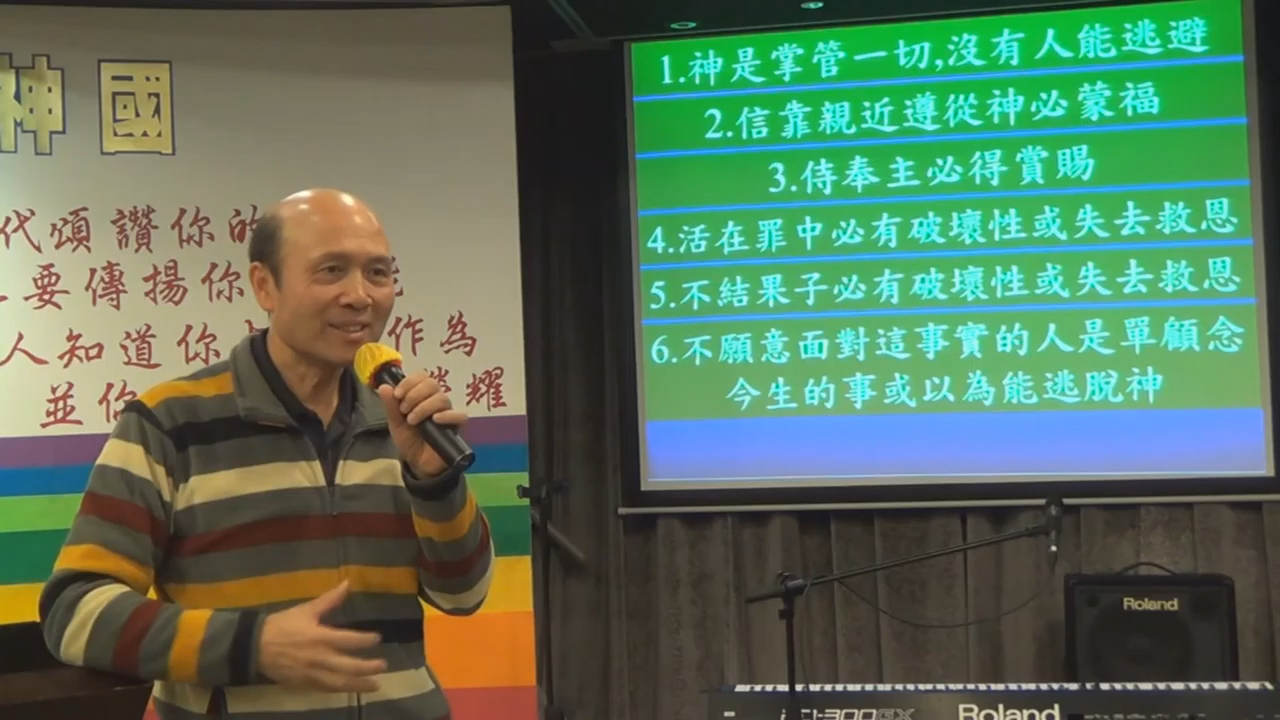 神國
代頌讚你的
要傳揚你
人知道你 作為
並你 耀
1.神是掌管一切,沒有人能逃避
2.信靠親近遵從神必蒙福
3.侍奉主必得賞賜
4.活在罪中必有破壞性或失去救恩
5.不結果子必有破壞性或失去救恩
6.不願意面對這事實的人是單顧念
今生的事或以為能逃脫神
Roland
Roland